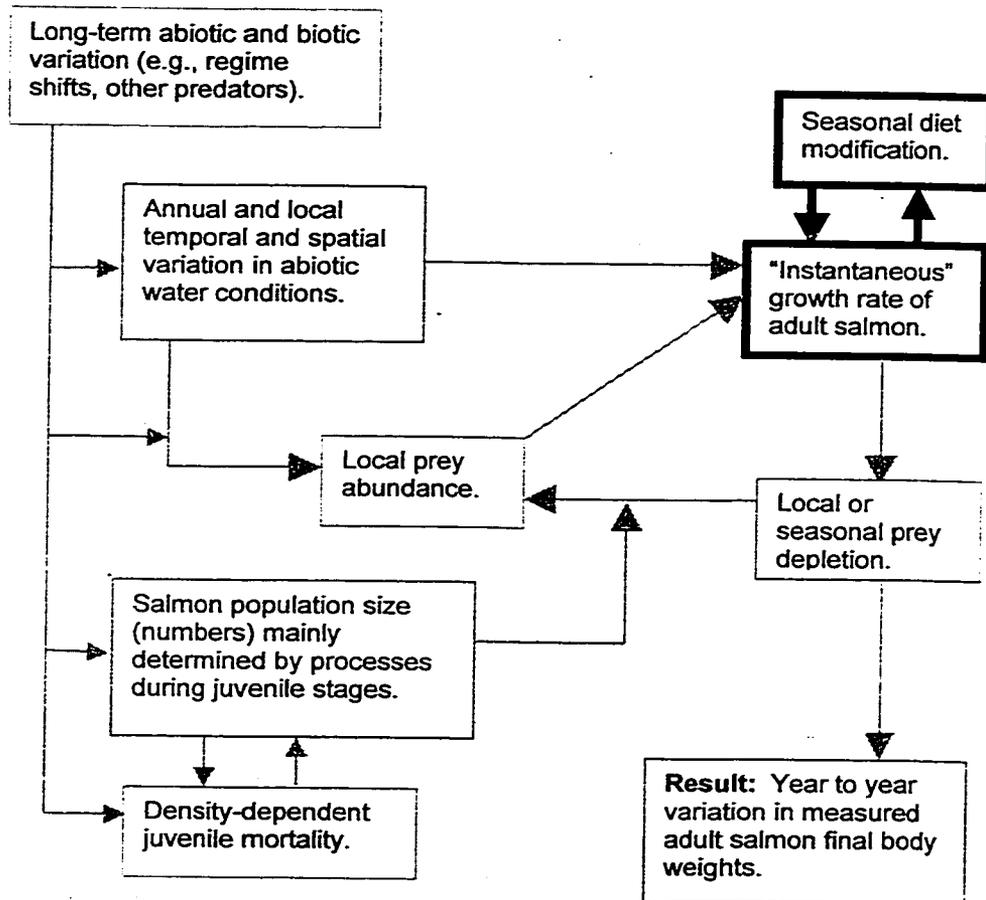 Long-term abiotic and biotic
variation (e.g., regime
shifts, other predators).
Seasonal diet
modification.
Annual and local
temporal and spatial
variation in abiotic
water conditions.
"Instantaneous"
growth rate of
adult salmon.
Local prey
abundance.
Local or
seasonal prey
depletion.
Salmon population size
(numbers) mainly
determined by processes
during juvenile stages.
Density-dependent
juvenile mortality.
Result: Year to year
variation in measured
adult salmon final body
weights.